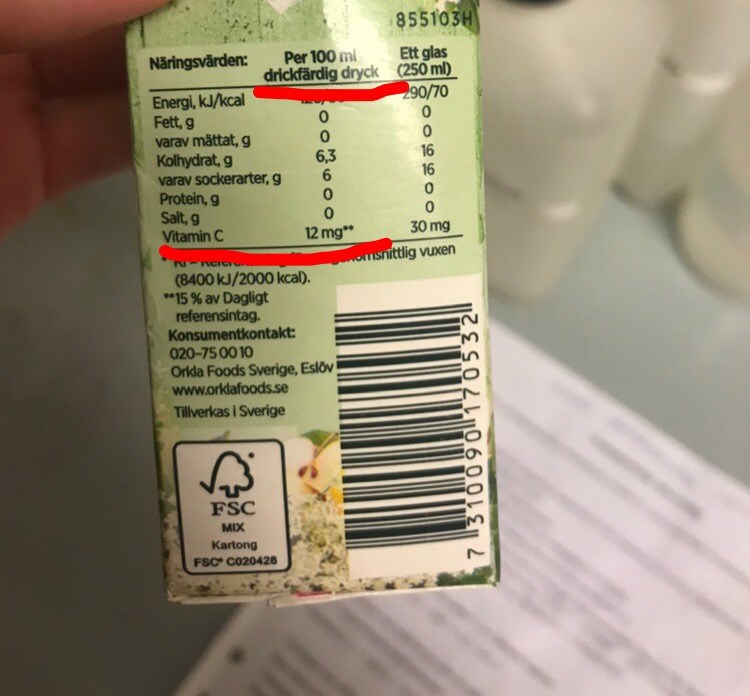 855103H
Näringsvärden: Per 100 ml Ett glas
drickfärdig dryck (250 ml)
Energi, kJ/kcal 290/70
Fett, g 0 0
varav mättat, g 0 0
Kolhydrat, g 6,3 16
varav sockerarter, g 6 16
Protein, g 0 0
Salt, g 0 0
Vitamin C 12 mg** 30 mg
vuxen
(8400 kJ/2000 kcal).
**15 % av Dagligt
referensintag.
Konsumentkontakt:
020-75 00 10
Orkla Foods Sverige, Eslöv
www.orklafoods.se
Tillverkas i Sverige
FSC
MIX
Kartong
FSC® C020428
7 310090 170532